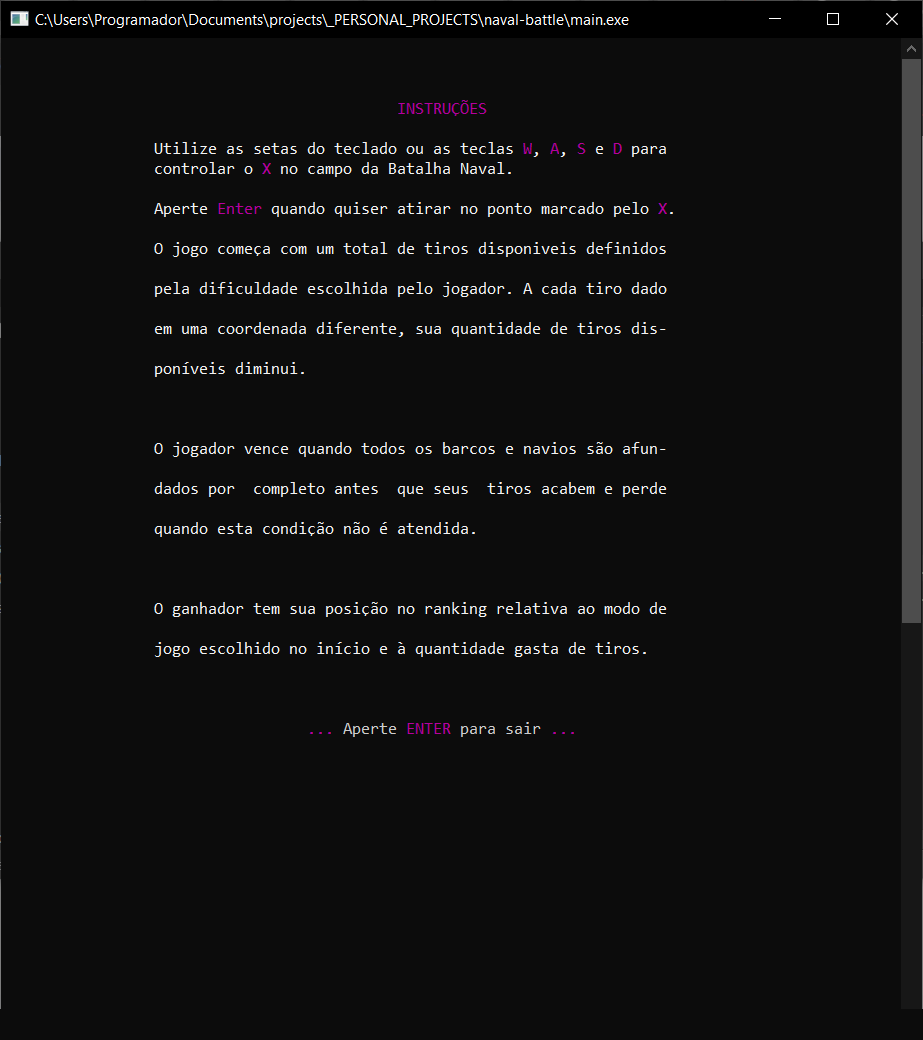 C:\Users\Programador\Documents\projects\_PERSONAL_PROJECTS\naval-battle\main.exe
INSTRUÇÕES
Utilize as setas do teclado ou as teclas W, A, S e D para
controlar o X no campo da Batalha Naval.
Aperte Enter quando quiser atirar no ponto marcado pelo X.
O jogo começa com um total de tiros disponiveis definidos
pela dificuldade escolhida pelo jogador. A cada tiro dado
em uma coordenada diferente, sua quantidade de tiros dis-
poníveis diminui.
O jogador vence quando todos os barcos e navios são afun-
dados por  completo antes  que seus  tiros acabem e perde
quando esta condição não é atendida.
O ganhador tem sua posição no ranking relativa ao modo de
jogo escolhido no início e à quantidade gasta de tiros.
... Aperte ENTER para sair ...